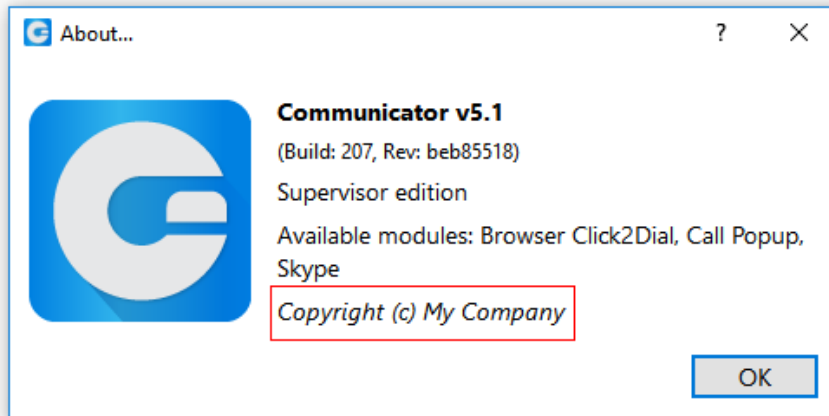 About...
Communicator v5.1
(Build: 207, Rev: beb85518)
Supervisor edition
Available modules: Browser Click2Dial, Call Popup,
Skype
Copyright (c) My Company
OK